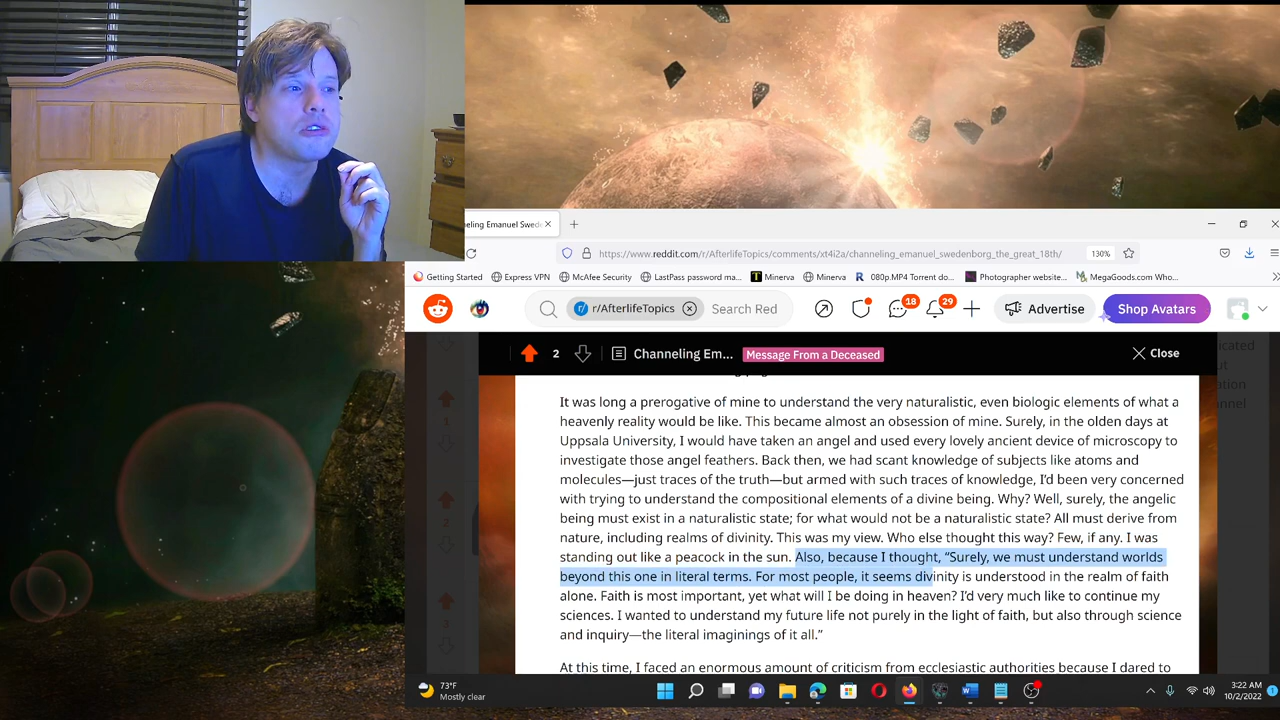 eling Emanuel Swede
https://www.reddit.com/r/AfterlifeTopics/comments/xt4i2a/channeling_emanuel_swedenborg_the_great_18th/
130%
Getting Started
Express VPN
McAfee Security
LastPass password ma...
Minerva
Minerva
080p.MP4 Torrent do...
Photographer website...
MegaGoods.com Who...
r/AfterlifeTopics
Search Red
18
29
Advertise
Shop Avatars
2
Channeling Em...
Message From a Deceased
Close
It was long a prerogative of mine to understand the very naturalistic, even biologic elements of what a
heavenly reality would be like. This became almost an obsession of mine. Surely, in the olden days at
Uppsala University, I would have taken an angel and used every lovely ancient device of microscopy to
investigate those angel feathers. Back then, we had scant knowledge of subjects like atoms and
molecules—just traces of the truth—but armed with such traces of knowledge, I’d been very concerned
with trying to understand the compositional elements of a divine being. Why? Well, surely, the angelic
being must exist in a naturalistic state; for what would not be a naturalistic state? All must derive from
nature, including realms of divinity. This was my view. Who else thought this way? Few, if any. I was
standing out like a peacock in the sun. Also, because I thought, “Surely, we must understand worlds
beyond this one in literal terms. For most people, it seems divinity is understood in the realm of faith
alone. Faith is most important, yet what will I be doing in heaven? I’d very much like to continue my
sciences. I wanted to understand my future life not purely in the light of faith, but also through science
and inquiry—the literal imaginings of it all.”
At this time, I faced an enormous amount of criticism from ecclesiastic authorities because I dared to
73°F
Mostly clear
3:22 AM
10/2/2022